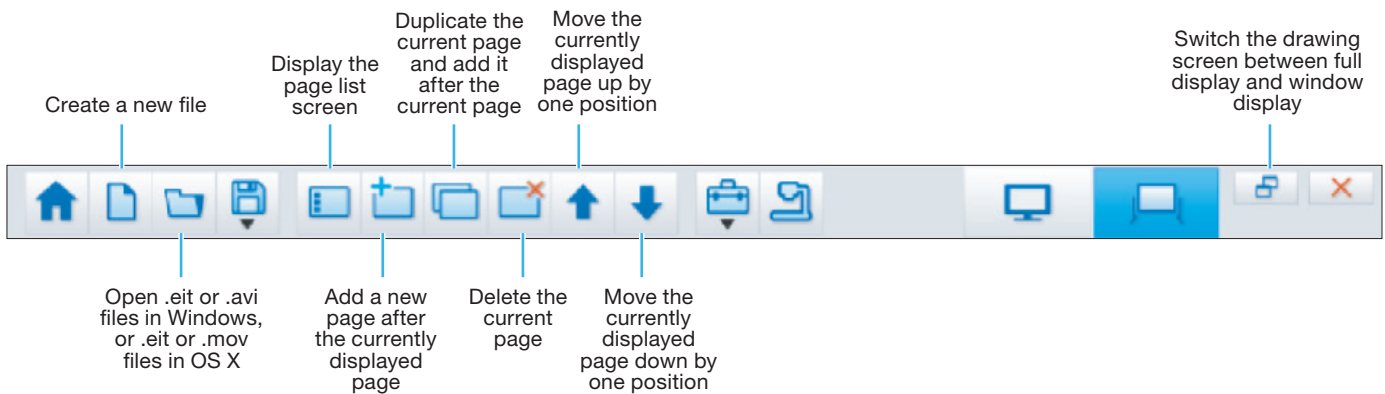 Create a new file
Display the
page list
screen
Duplicate the
current page
and add it
after the
current page
Move the
currently
displayed
page up by
one position
Switch the drawing
screen between full
display and window
display
Open .eit or .avi
files in Windows,
or .eit or .mov
files in OS X
Add a new
page after
the currently
displayed
page
Delete the
current
page
Move the
currently
displayed
page down by
one position